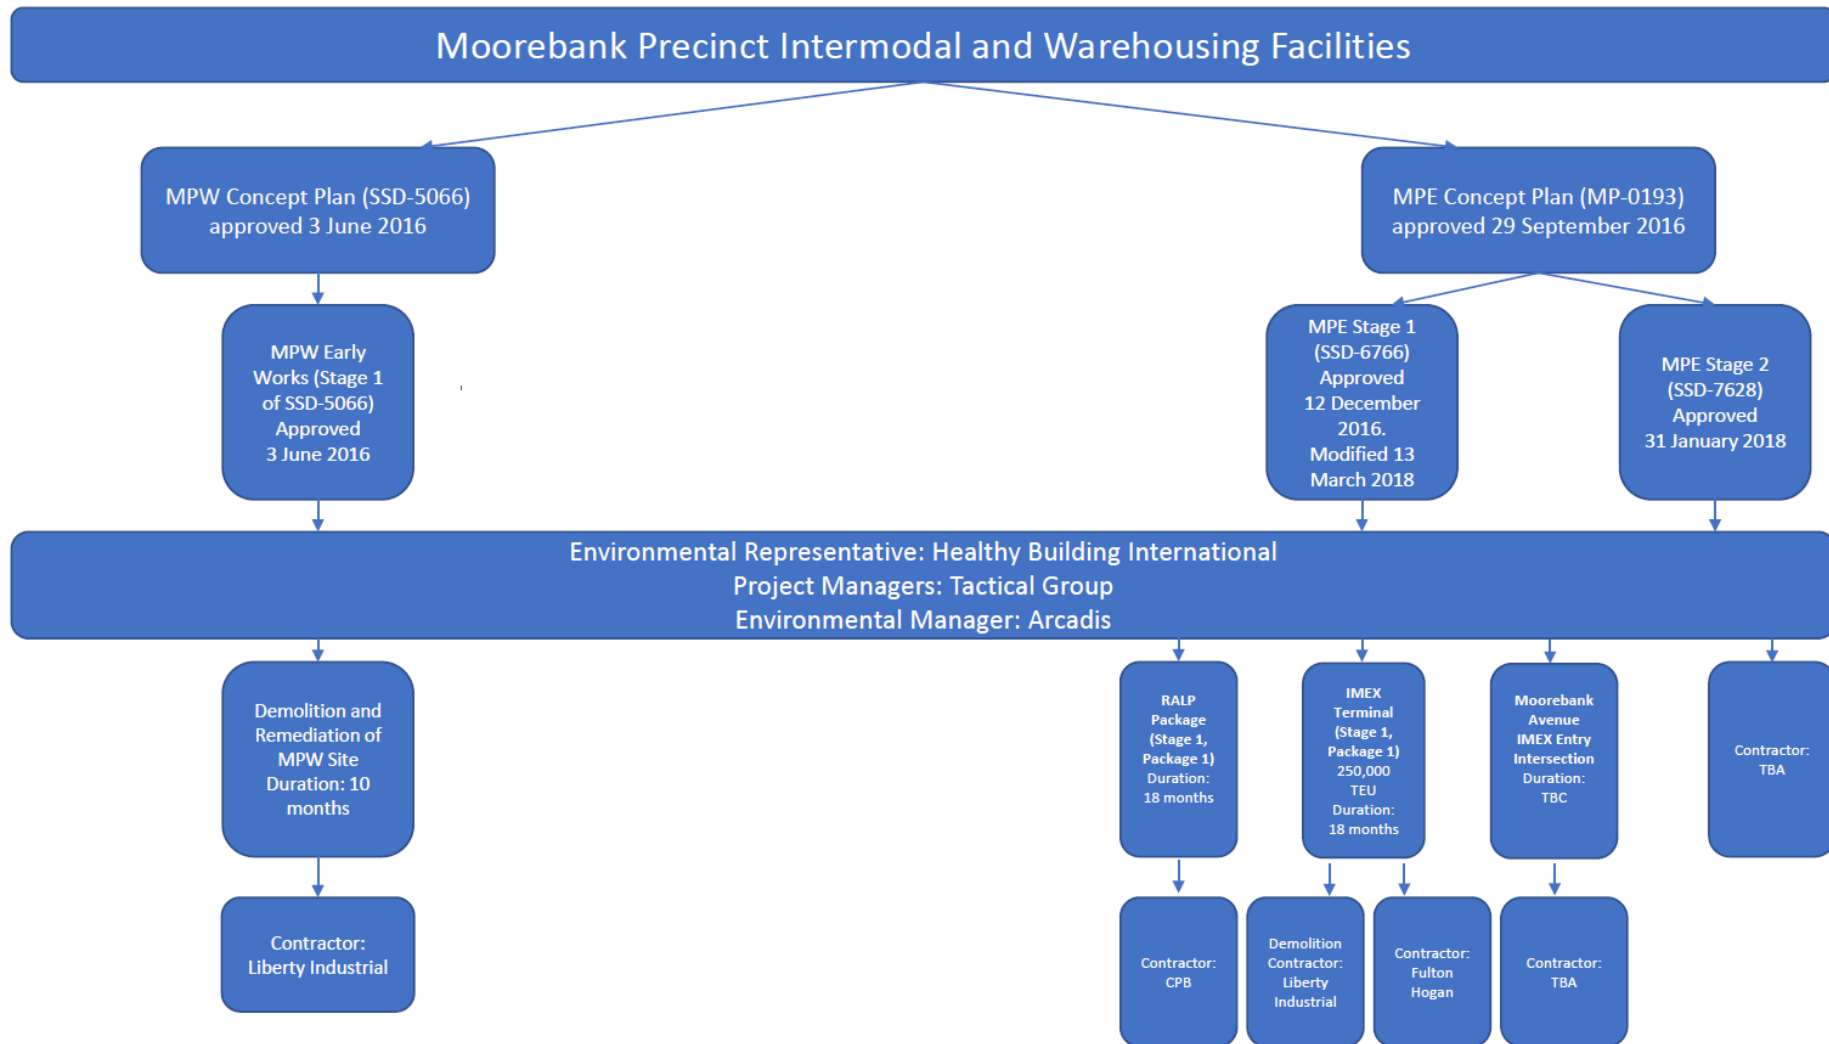 Moorebank Precinct Intermodal and Warehousing Facilities
MPW Concept Plan (SSD-5066)
approved 3 June 2016
MPE Concept Plan (MP-0193)
approved 29 September 2016
MPW Early
Works (Stage 1
of SSD-5066)
Approved
3 June 2016
MPE Stage 1
(SSD-6766)
Approved
12 December
2016.
Modified 13
March 2018
MPE Stage 2
(SSD-7628)
Approved
31 January 2018
Environmental Representative: Healthy Building International
Project Managers: Tactical Group
Environmental Manager: Arcadis
Demolition and
Remediation of
MPW Site
Duration: 10
months
RALP
Package
(Stage 1,
Package 1)
Duration:
18 months
IMEX
Terminal
(Stage 1,
Package 1)
250,000
TEU
Duration:
18 months
Moorebank
Avenue
IMEX Entry
Intersection
Duration:
TBC
Contractor:
TBA
Contractor:
Liberty Industrial
Contractor:
CPB
Demolition
Contractor:
Liberty
Industrial
Contractor:
Fulton
Hogan
Contractor:
TBA